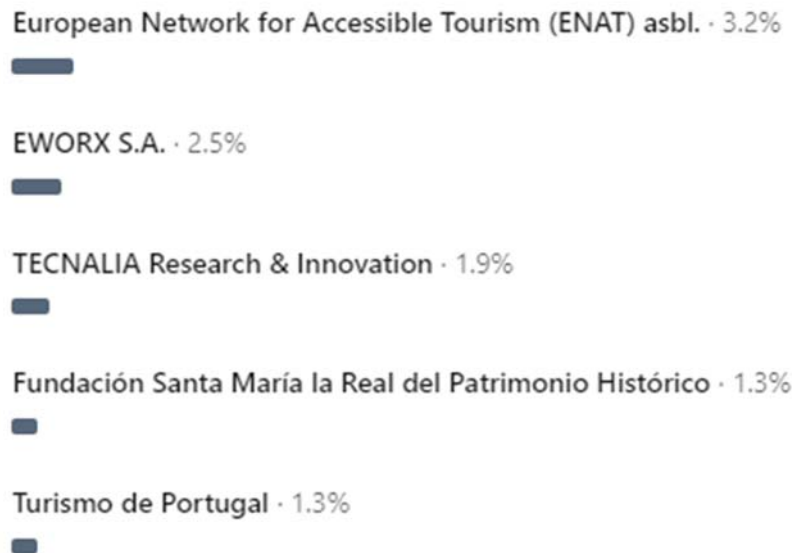 European Network for Accessible Tourism (ENAT) asbl. · 3.2%
EWORX S.A. · 2.5%
TECNALIA Research & Innovation · 1.9%
Fundación Santa María la Real del Patrimonio Histórico · 1.3%
Turismo de Portugal · 1.3%